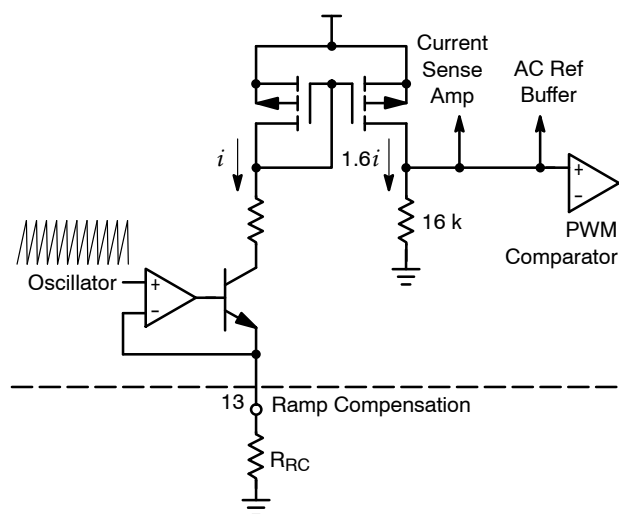 Current
Sense
Amp
AC Ref
Buffer
i
1.6i
+
−
16 k
PWM
Comparator
Oscillator
+
−
13
Ramp Compensation
RRC